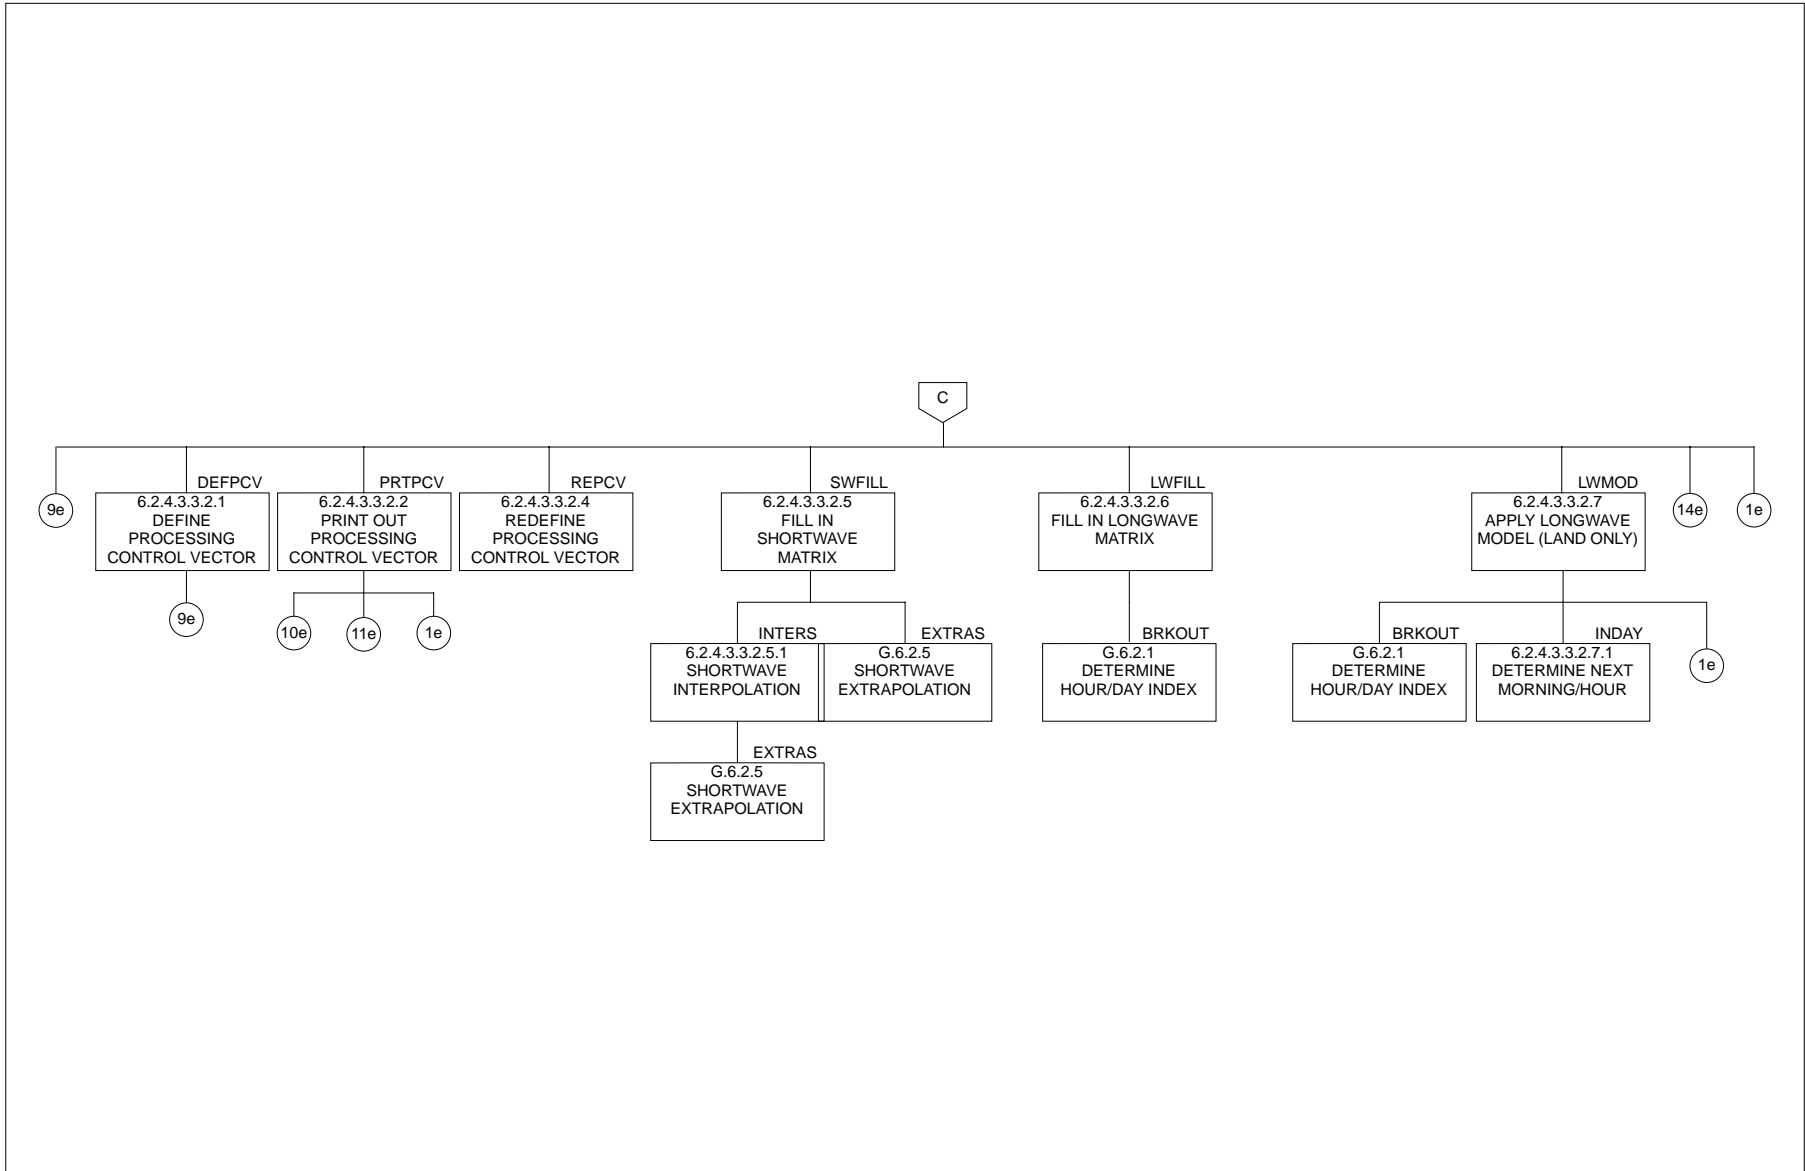 C
9e
DEFPCV
6.2.4.3.3.2.1
DEFINE
PROCESSING
CONTROL VECTOR
9e
PRTPCV
6.2.4.3.3.2.2
PRINT OUT
PROCESSING
CONTROL VECTOR
10e
11e
1e
REPCV
6.2.4.3.3.2.4
REDEFINE
PROCESSING
CONTROL VECTOR
SWFILL
6.2.4.3.3.2.5
FILL IN
SHORTWAVE
MATRIX
INTERS
6.2.4.3.3.2.5.1
SHORTWAVE
INTERPOLATION
EXTRAS
G.6.2.5
SHORTWAVE
EXTRAPOLATION
EXTRAS
G.6.2.5
SHORTWAVE
EXTRAPOLATION
LWFILL
6.2.4.3.3.2.6
FILL IN LONGWAVE
MATRIX
BRKOUT
G.6.2.1
DETERMINE
HOUR/DAY INDEX
LWMOD
6.2.4.3.3.2.7
APPLY LONGWAVE
MODEL (LAND ONLY)
BRKOUT
G.6.2.1
DETERMINE
HOUR/DAY INDEX
INDAY
6.2.4.3.3.2.7.1
DETERMINE NEXT
MORNING/HOUR
1e
14e
1e